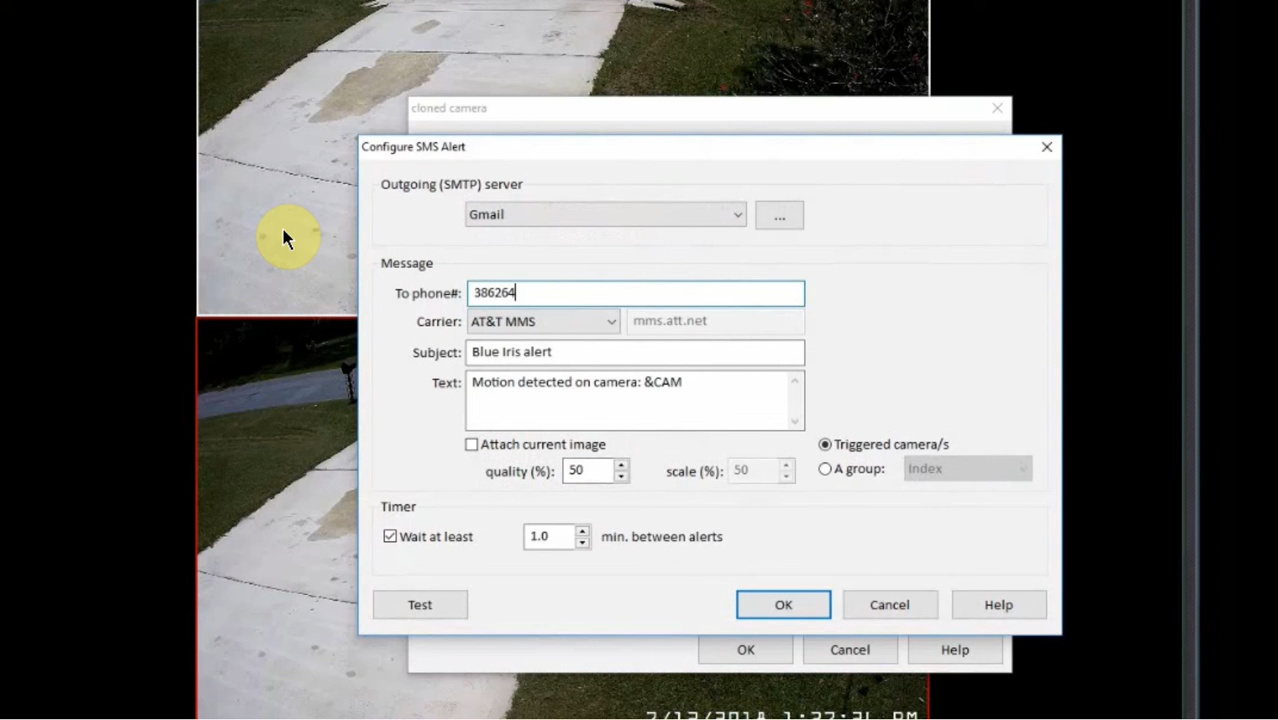 cloned camera
Configure SMS Alert
Outgoing (SMTP) server
Gmail
...
Message
To phone#: 386264
Carrier: AT&T MMS mms.att.net
Subject: Blue Iris alert
Text: Motion detected on camera: &CAM
Attach current image
Triggered camera/s
quality (%): 50 scale (%): 50
A group: Index
Timer
Wait at least 1.0 min. between alerts
Test OK Cancel Help
OK Cancel Help